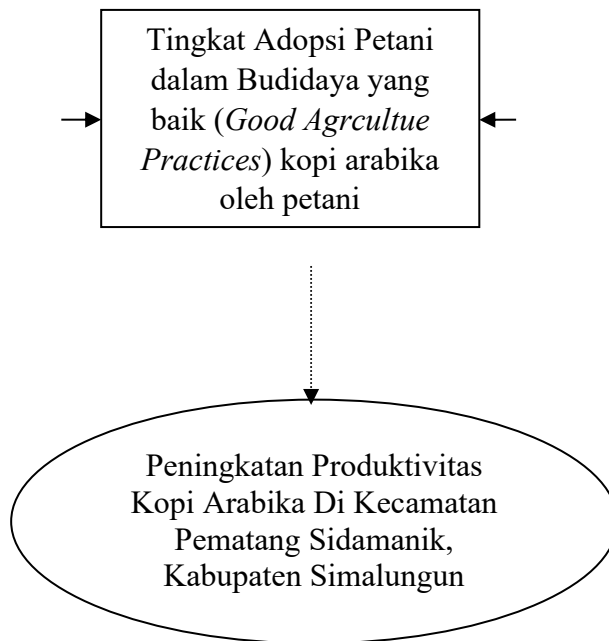 Tingkat Adopsi Petani
dalam Budidaya yang
baik (Good Agrcultue
Practices) kopi arabika
oleh petani
Peningkatan Produktivitas
Kopi Arabika Di Kecamatan
Pematang Sidamanik,
Kabupaten Simalungun